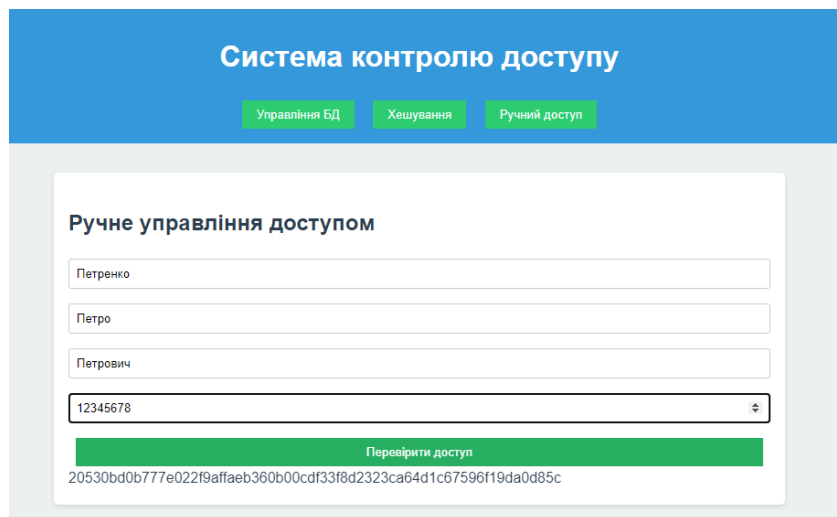 Система контролю доступу
Управління БД Хешування Ручний доступ
Ручне управління доступом
Петренко
Петро
Петрович
12345678
Перевірити доступ
20530bd0b777e022f9affaeb360b00cdf33f8d2323ca64d1c67596f19da0d85c